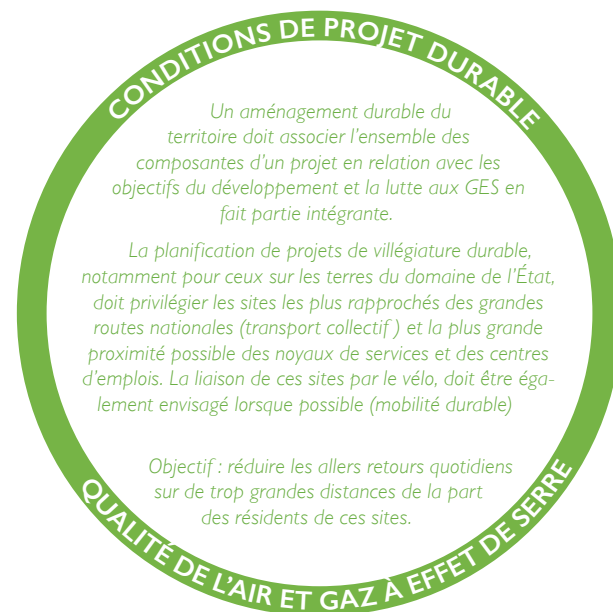 CONDITIONS DE PROJET DURABLE
Un aménagement durable du
territoire doit associer l'ensemble des
composantes d'un projet en relation avec les
objectifs du développement et la lutte aux GES en
fait partie intégrante.
La planification de projets de villégiature durable,
notamment pour ceux sur les terres du domaine de l'État,
doit privilégier les sites les plus rapprochés des grandes
routes nationales (transport collectif ) et la plus grande
proximité possible des noyaux de services et des centres
d'emplois. La liaison de ces sites par le vélo, doit être éga-
lement envisagé lorsque possible (mobilité durable)
Objectif : réduire les allers retours quotidiens
sur de trop grandes distances de la part
des résidents de ces sites.
QUALITÉ DE L'AIR ET GAZ À EFFET DE SERRE